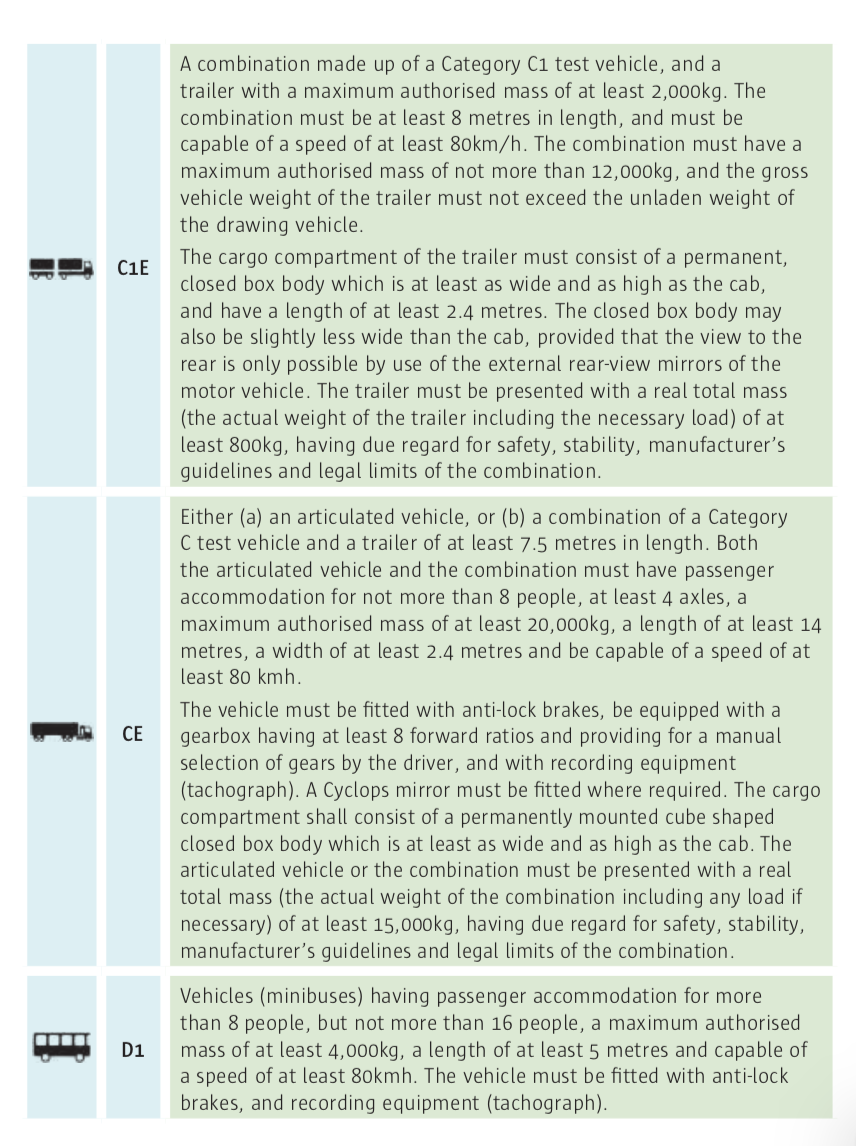 A combination made up of a Category C1 test vehicle, and a
trailer with a maximum authorised mass of at least 2,000kg. The
combination must be at least 8 metres in length, and must be
capable of a speed of at least 80km/h. The combination must have a
maximum authorised mass of not more than 12,000kg, and the gross
vehicle weight of the trailer must not exceed the unladen weight of
the drawing vehicle.
C1E
The cargo compartment of the trailer must consist of a permanent,
closed box body which is at least as wide and as high as the cab,
and have a length of at least 2.4 metres. The closed box body may
also be slightly less wide than the cab, provided that the view to the
rear is only possible by use of the external rear-view mirrors of the
motor vehicle. The trailer must be presented with a real total mass
(the actual weight of the trailer including the necessary load) of at
least 800kg, having due regard for safety, stability, manufacturer's
guidelines and legal limits of the combination.
Either (a) an articulated vehicle, or (b) a combination of a Category
C test vehicle and a trailer of at least 7.5 metres in length. Both
the articulated vehicle and the combination must have passenger
accommodation for not more than 8 people, at least 4 axles, a
maximum authorised mass of at least 20,000kg, a length of at least 14
metres, a width of at least 2.4 metres and be capable of a speed of at
least 80 kmh.
CE
The vehicle must be fitted with anti-lock brakes, be equipped with a
gearbox having at least 8 forward ratios and providing for a manual
selection of gears by the driver, and with recording equipment
(tachograph). A Cyclops mirror must be fitted where required. The cargo
compartment shall consist of a permanently mounted cube shaped
closed box body which is at least as wide and as high as the cab. The
articulated vehicle or the combination must be presented with a real
total mass (the actual weight of the combination including any load if
necessary) of at least 15,000kg, having due regard for safety, stability,
manufacturer's guidelines and legal limits of the combination.
D1
Vehicles (minibuses) having passenger accommodation for more
than 8 people, but not more than 16 people, a maximum authorised
mass of at least 4,000kg, a length of at least 5 metres and capable of
a speed of at least 80kmh. The vehicle must be fitted with anti-lock
brakes, and recording equipment (tachograph).